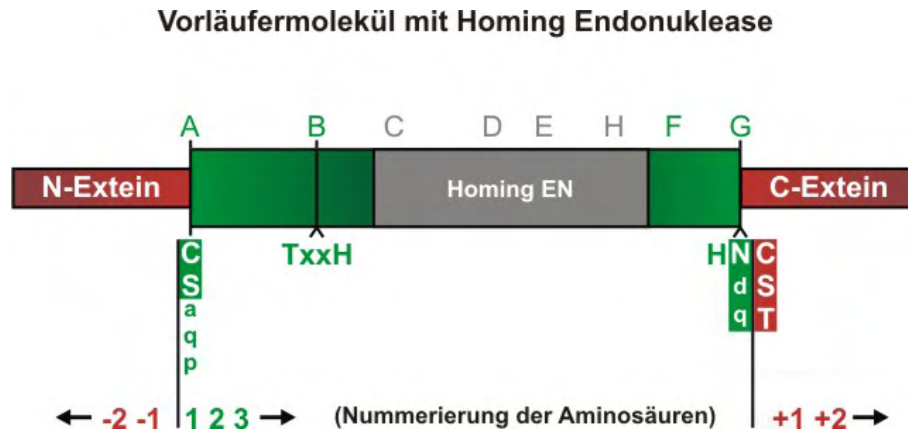 Vorläufermolekül mit Homing Endonuklease
A B C D E H F G
N-Extein Homing EN C-Extein
TxxH
C
S
a
q
p
HN
d
q
C
S
T
-2 -1 1 2 3 (Nummerierung der Aminosäuren) +1 +2